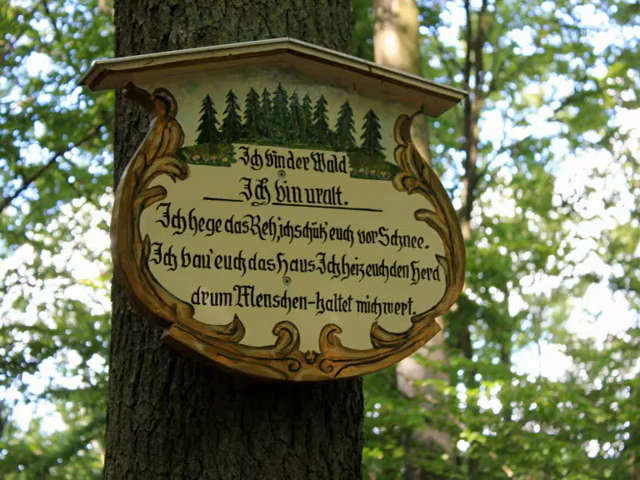 Ich bin der Wald
Ich bin uralt.
Ich hege das Reh, ich schütz' euch vor Schnee.
Ich bau' euch das Haus Ich heiz euch den Herd
drum Menschen-haltet mich wert.